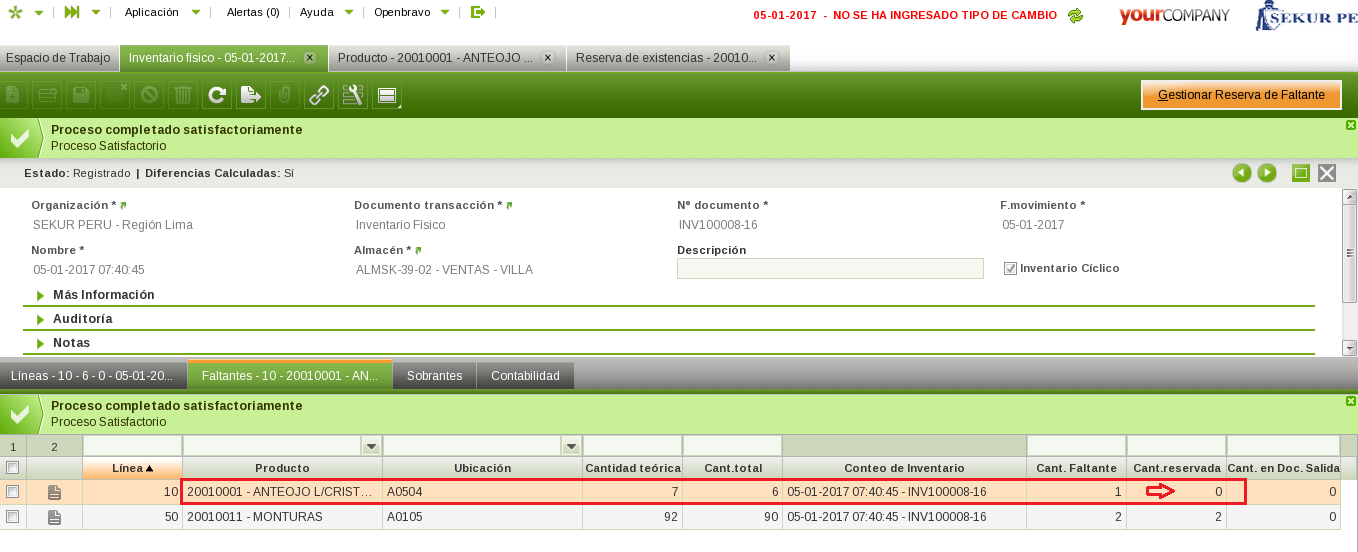 Aplicación Alertas (0) Ayuda Openbravo
05-01-2017 - NO SE HA INGRESADO TIPO DE CAMBIO
yourCOMPANY
SEKUR PE
Espacio de Trabajo
Inventario físico - 05-01-2017...
Producto - 20010001 - ANTEOJO ...
Reserva de existencias - 20010...
Gestionar Reserva de Faltante
Proceso completado satisfactoriamente
Proceso Satisfactorio
Estado: Registrado | Diferencias Calculadas: Sí
Organización * Documento transacción * Nº documento * F.movimiento *
SEKUR PERU - Región Lima Inventario Físico INV100008-16 05-01-2017
Nombre * Almacén * Descripción
05-01-2017 07:40:45 ALMSK-39-02 - VENTAS - VILLA Inventario Cíclico
Más Información
Auditoría
Notas
Líneas - 10 - 6 - 0 - 05-01-20... Faltantes - 10 - 20010001 - AN... Sobrantes Contabilidad
Proceso completado satisfactoriamente
Proceso Satisfactorio
1 2
Línea Producto Ubicación Cantidad teórica Cant.total Conteo de Inventario Cant. Faltante Cant.reservada Cant. en Doc. Salida
10 20010001 - ANTEOJO L/CRIST... A0504 7 6 05-01-2017 07:40:45 - INV100008-16 1 0 0
50 20010011 - MONTURAS A0105 92 90 05-01-2017 07:40:45 - INV100008-16 2 2 0